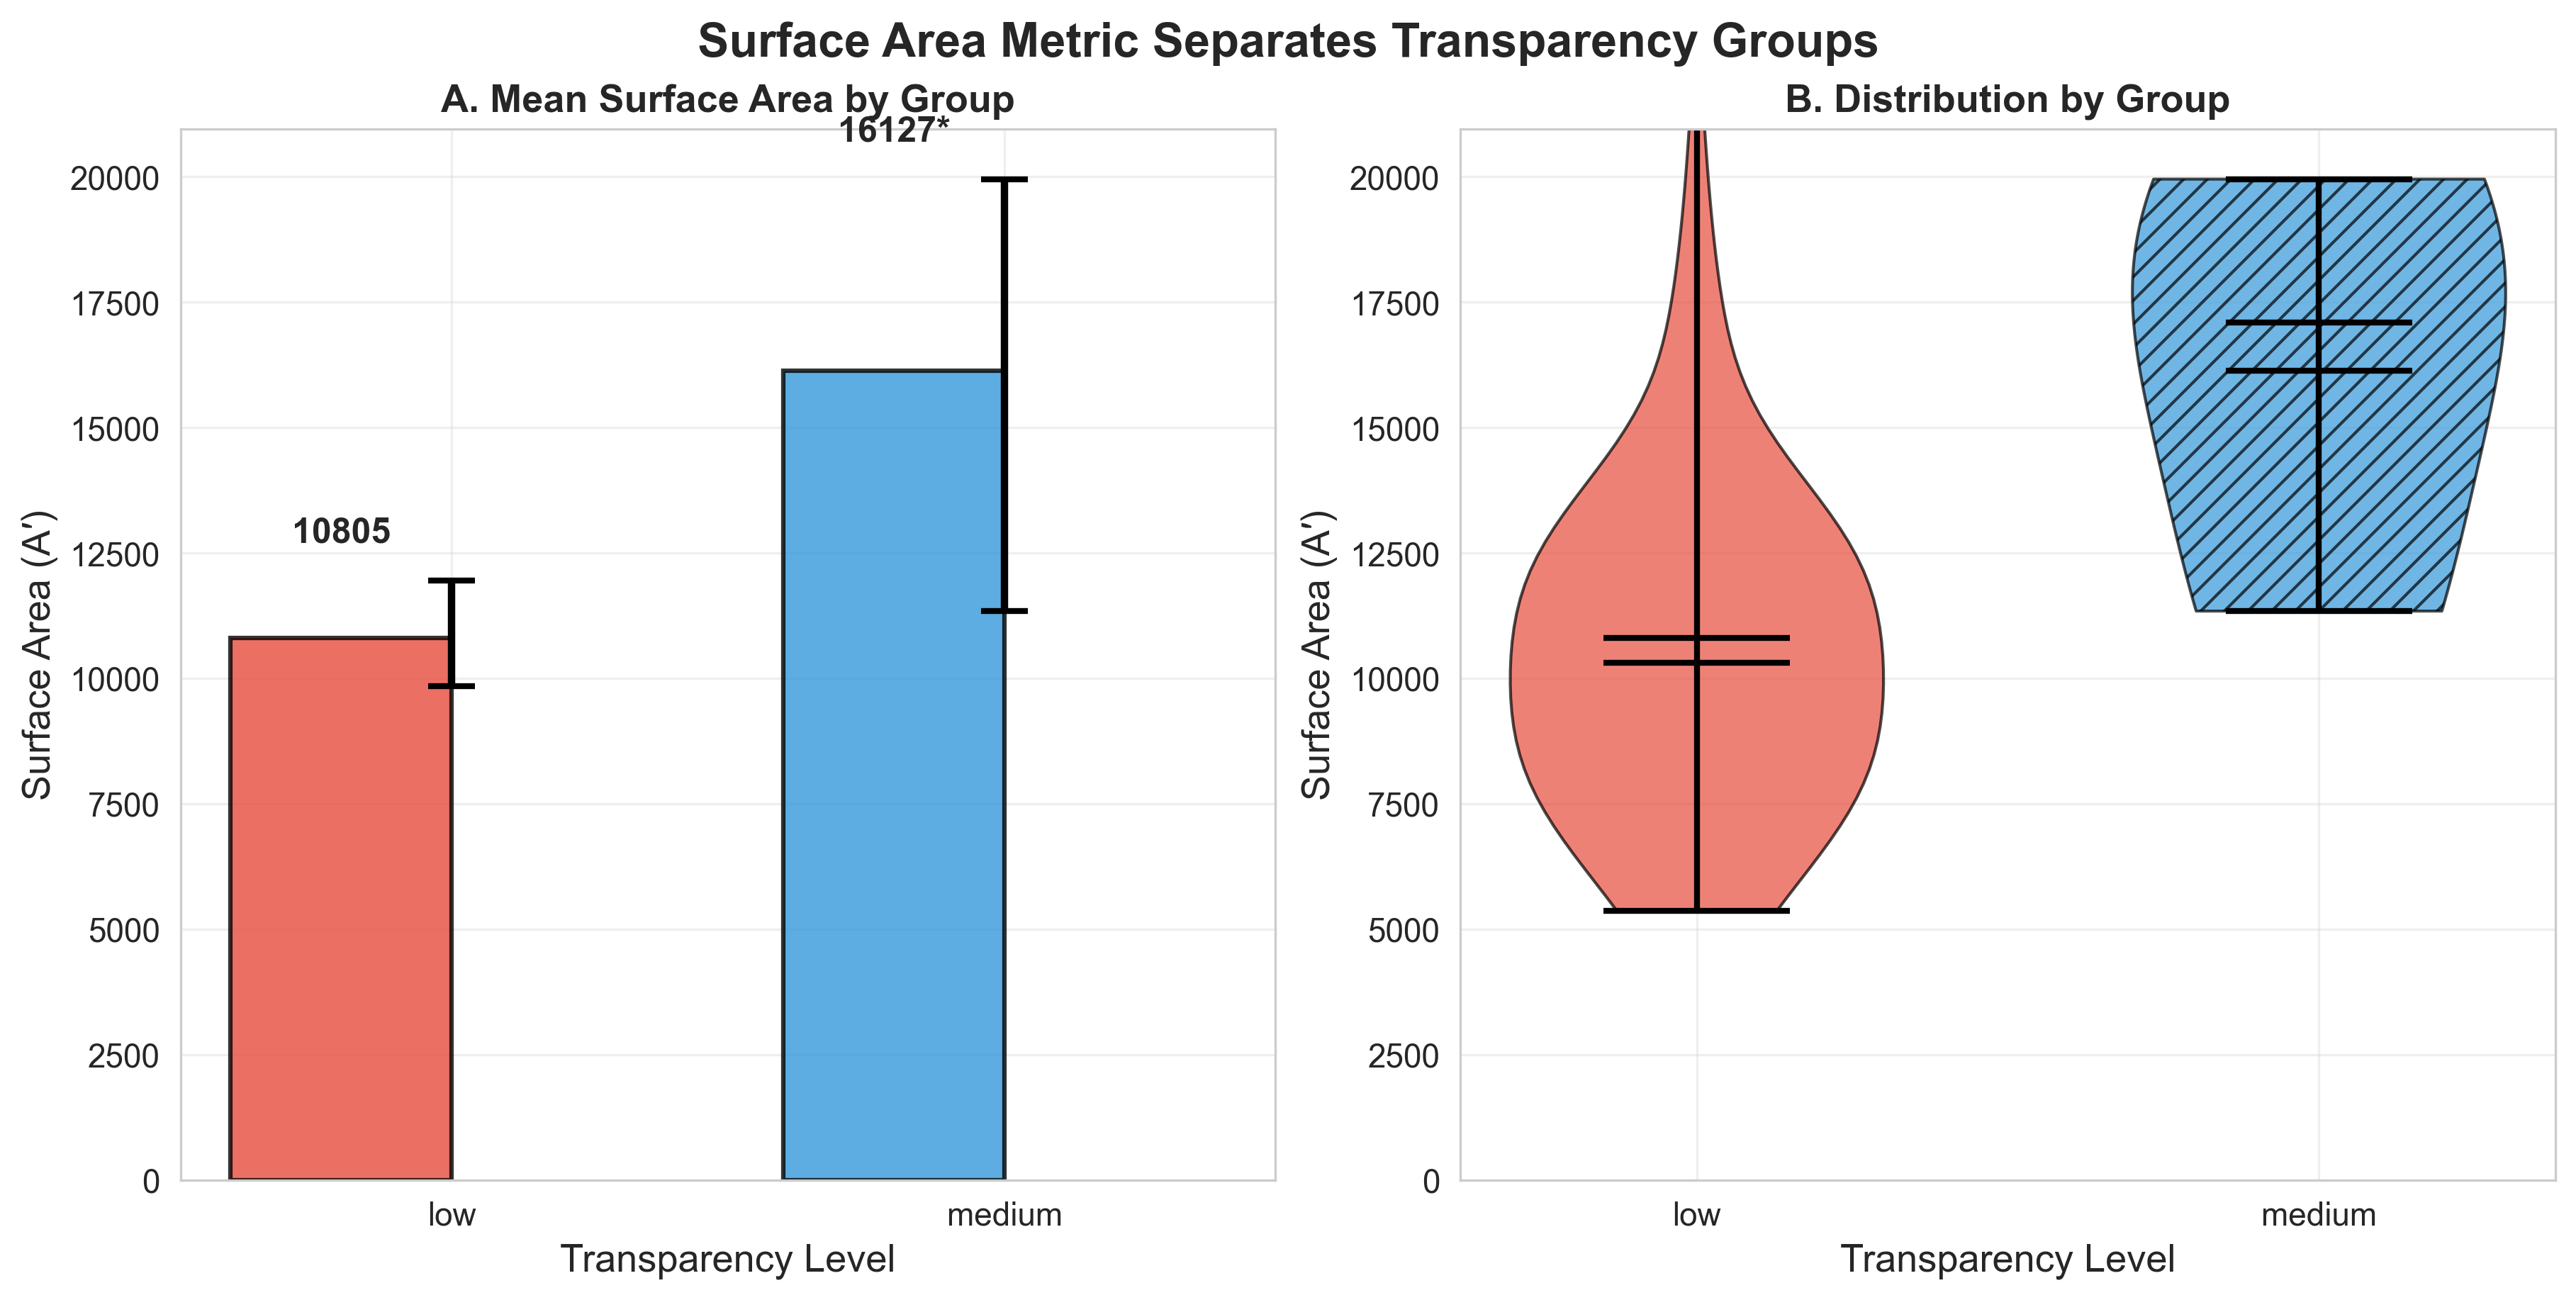 Surface Area Metric Separates Transparency Groups
A. Mean Surface Area by Group
16127*
10805
20000
17500
15000
12500
10000
7500
5000
2500
0
Surface Area (A')
low
medium
Transparency Level
B. Distribution by Group
20000
17500
15000
12500
10000
7500
5000
2500
0
Surface Area (A')
low
medium
Transparency Level